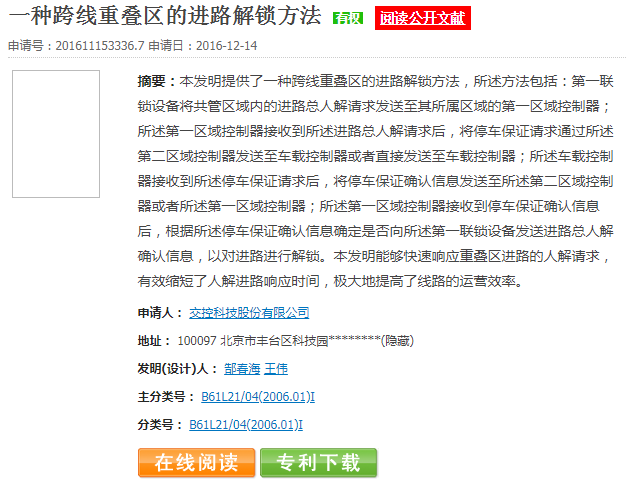 一种跨线重叠区的进路解锁方法 有权 阅读公开文献
申请号：201611153336.7 申请日：2016-12-14
摘要：本发明提供了一种跨线重叠区的进路解锁方法，所述方法包括：第一联
锁设备将共管区域内的进路总人解请求发送至其所属区域的第一区域控制器；
所述第一区域控制器接收到所述进路总人解请求后，将停车保证请求通过所述
第二区域控制器发送至车载控制器或者直接发送至车载控制器；所述车载控制
器接收到所述停车保证请求后，将停车保证确认信息发送至所述第二区域控制
器或者所述第一区域控制器；所述第一区域控制器接收到停车保证确认信息
后，根据所述停车保证确认信息确定是否向所述第一联锁设备发送进路总人解
确认信息，以对进路进行解锁。本发明能够快速响应重叠区进路的人解请求，
有效缩短了人解进路响应时间，极大地提高了线路的运营效率。
申请人： 交控科技股份有限公司
地址： 100097 北京市丰台区科技园********(隐藏)
发明(设计)人： 郜春海 王伟
主分类号： B61L21/04(2006.01)I
分类号： B61L21/04(2006.01)I
在线阅读 专利下载